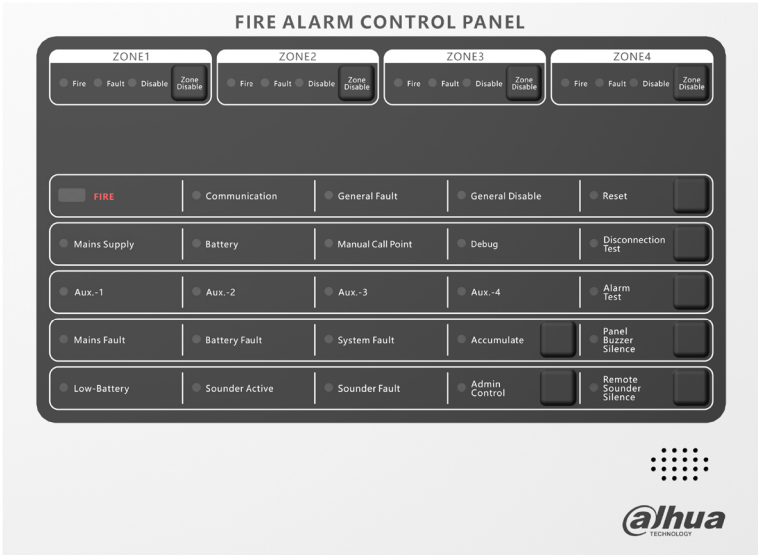 FIRE ALARM CONTROL PANEL
ZONE1 ZONE2 ZONE3 ZONE4
Fire Fault Disable Zone Disable Fire Fault Disable Zone Disable Fire Fault Disable Zone Disable Fire Fault Disable Zone Disable
FIRE Communication General Fault General Disable Reset
Mains Supply Battery Manual Call Point Debug Disconnection Test
Aux.-1 Aux.-2 Aux.-3 Aux.-4 Alarm Test
Mains Fault Battery Fault System Fault Accumulate Panel Buzzer Silence
Low-Battery Sounder Active Sounder Fault Admin Control Remote Sounder Silence
alhua
TECHNOLOGY